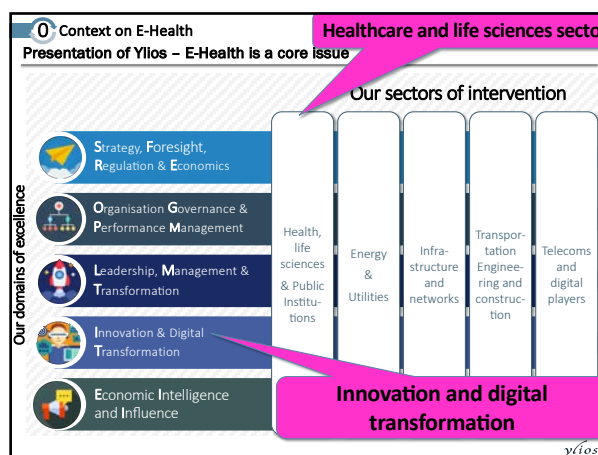 0 Context on E-Health
Healthcare and life sciences secto
Presentation of Ylios – E-Health is a core issue
Our sectors of intervention
Our domains of excellence
Strategy, Foresight,
Regulation & Economics
Organisation Governance &
Performance Management
Leadership, Management &
Transformation
Innovation & Digital
Transformation
Economic Intelligence
and Influence
Health,
life
sciences
& Public
Institu-
tions
Energy
&
Utilities
Infra-
structure
and
networks
Transpor-
tation
Enginee-
ring and
construc-
tion
Telecoms
and
digital
players
Innovation and digital
transformation
ylios